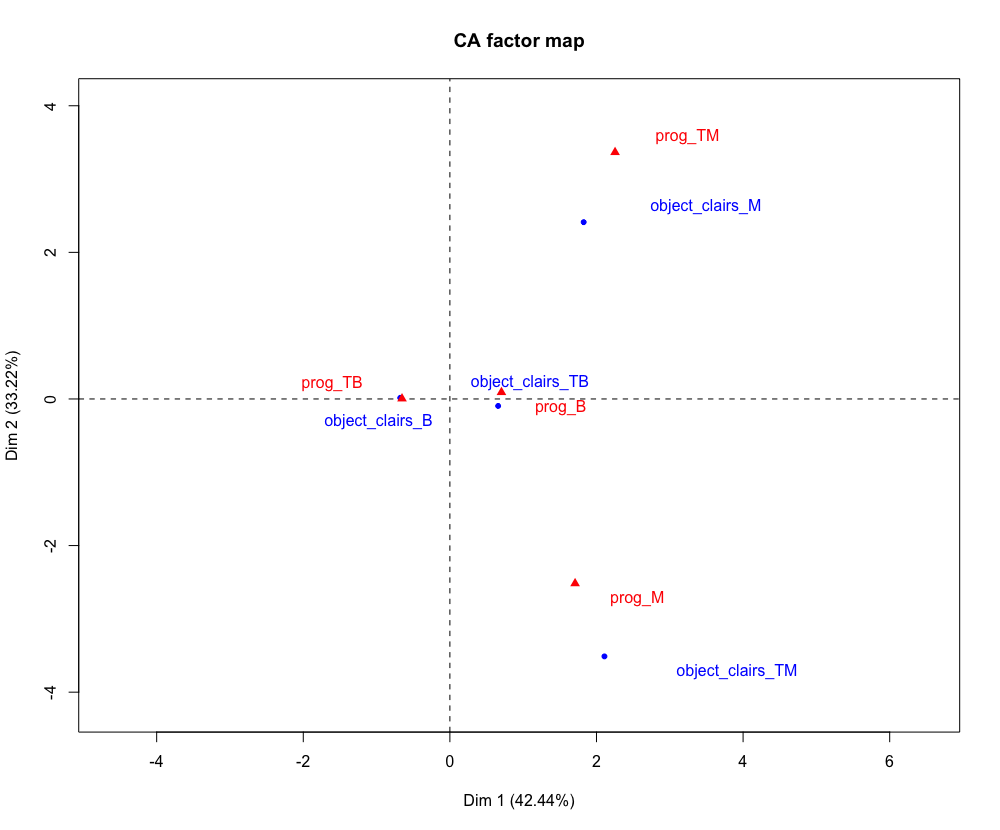 CA factor map
4
prog_TM
object_clairs_M
2
prog_TB
object_clairs_TB
0
prog_B
object_clairs_B
Dim 2 (33.22%)
-2
prog_M
object_clairs_TM
-4
-4 -2 0 2 4 6
Dim 1 (42.44%)